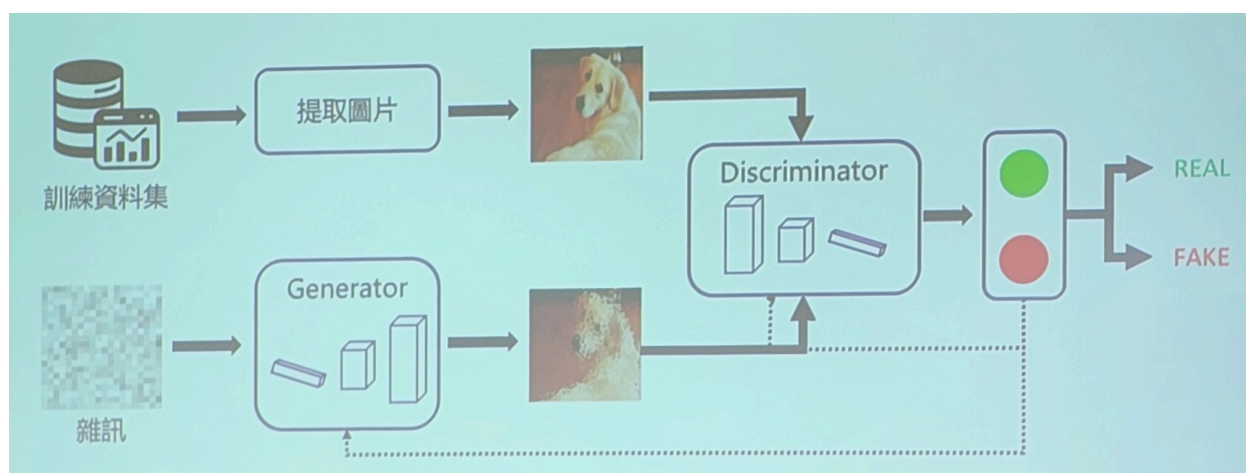 提取圖片
訓練資料集
Discriminator
REAL
FAKE
Generator
雜訊